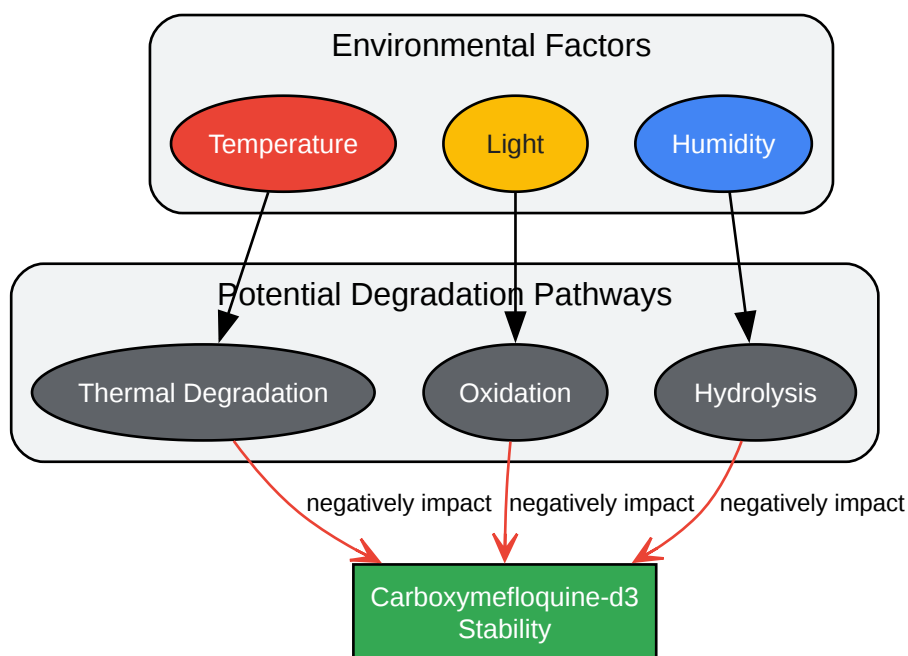 Environmental Factors
Temperature
Light
Humidity
Potential Degradation Pathways
Thermal Degradation
Oxidation
Hydrolysis
negatively impact
negatively impact
negatively impact
Carboxymefloquine-d3
Stability